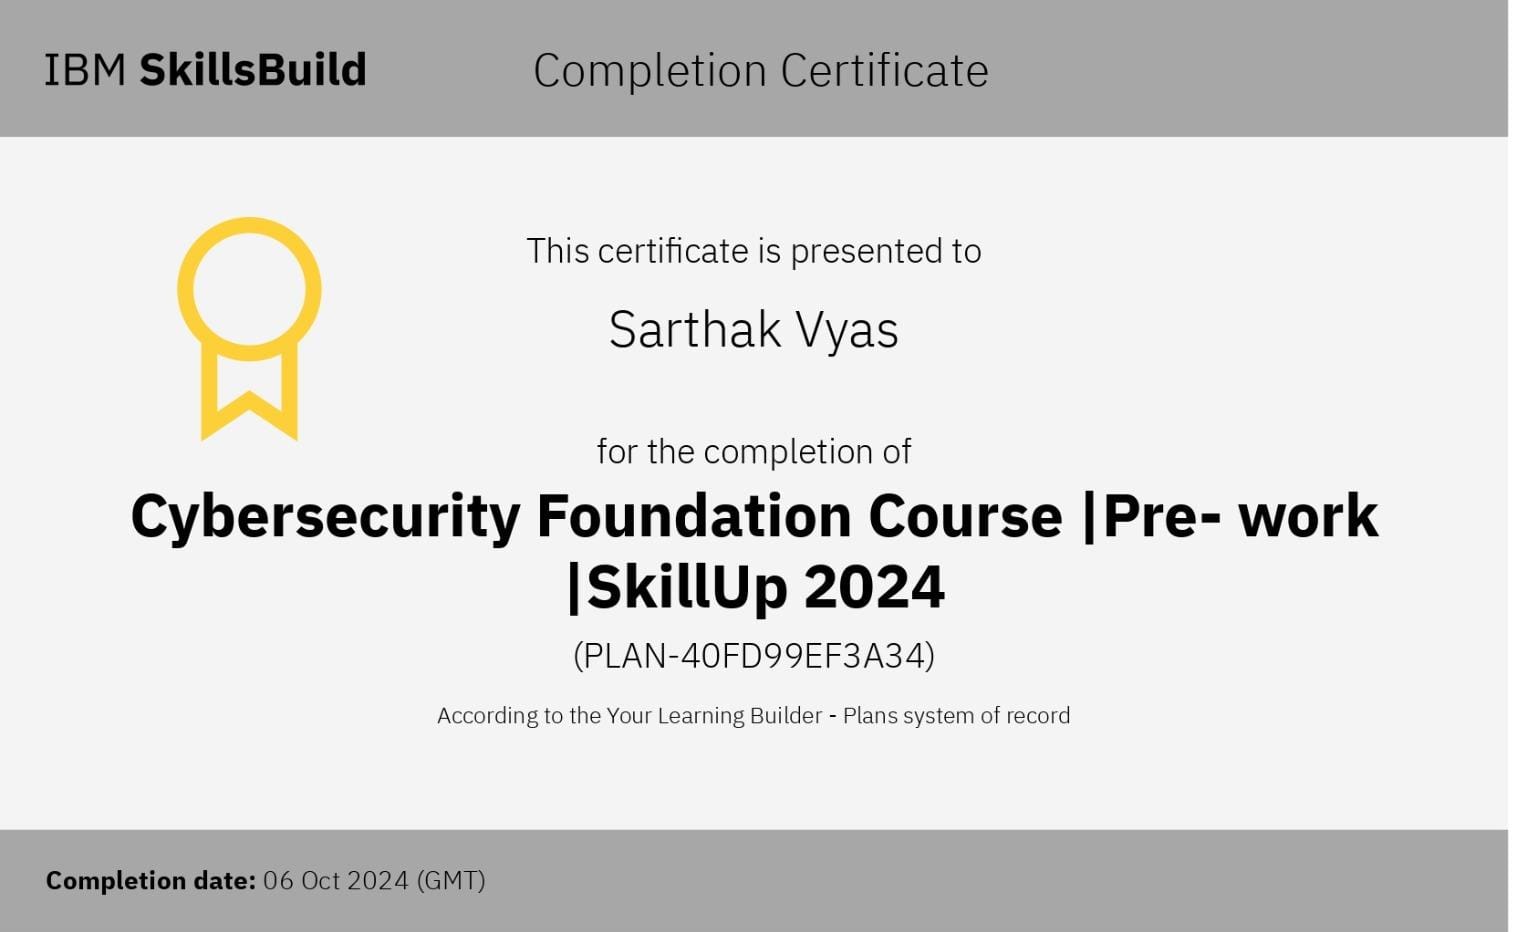 IBM SkillsBuild
Completion Certificate
This certificate is presented to
Sarthak Vyas
for the completion of
Cybersecurity Foundation Course |Pre- work
|SkillUp 2024
(PLAN-40FD99EF3A34)
According to the Your Learning Builder - Plans system of record
Completion date: 06 Oct 2024 (GMT)